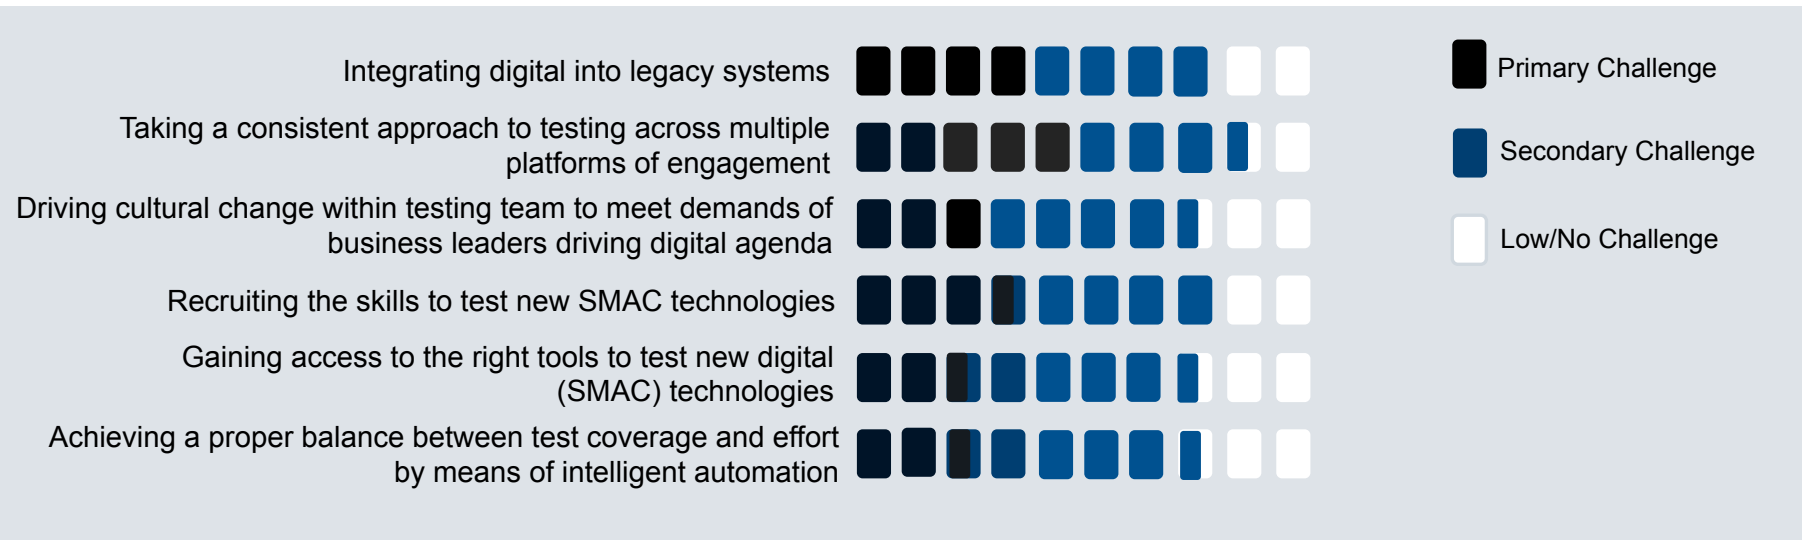 Integrating digital into legacy systems
Taking a consistent approach to testing across multiple
platforms of engagement
Driving cultural change within testing team to meet demands of
business leaders driving digital agenda
Recruiting the skills to test new SMAC technologies
Gaining access to the right tools to test new digital
(SMAC) technologies
Achieving a proper balance between test coverage and effort
by means of intelligent automation
Primary Challenge
Secondary Challenge
Low/No Challenge